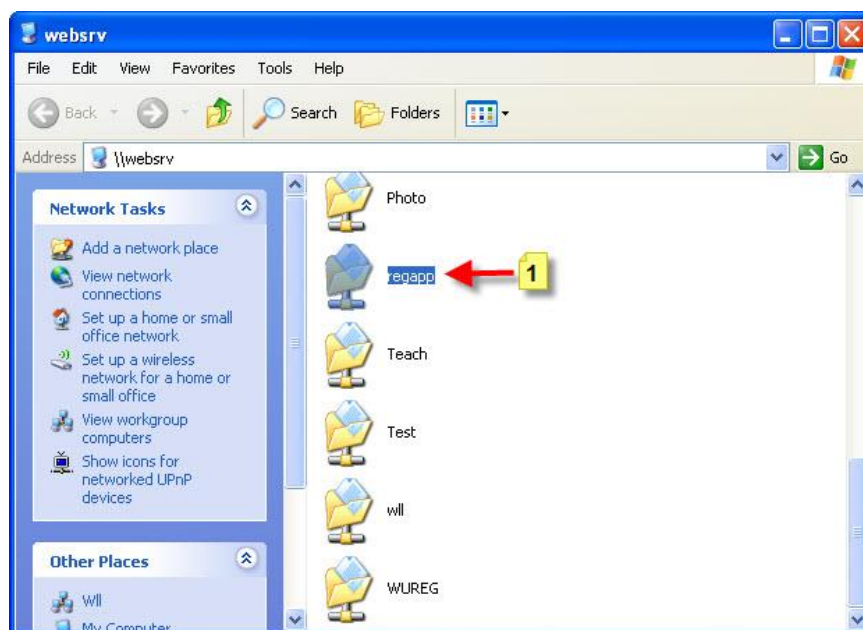 websrv
File Edit View Favorites Tools Help
Back Search Folders
Address \\websrv Go
Network Tasks
Add a network place
View network
connections
Set up a home or small
office network
Set up a wireless
network for a home or
small office
View workgroup
computers
Show icons for
networked UPnP
devices
Other Places
Wll
My Computer
Photo
regapp
1
Teach
Test
wll
WUREG